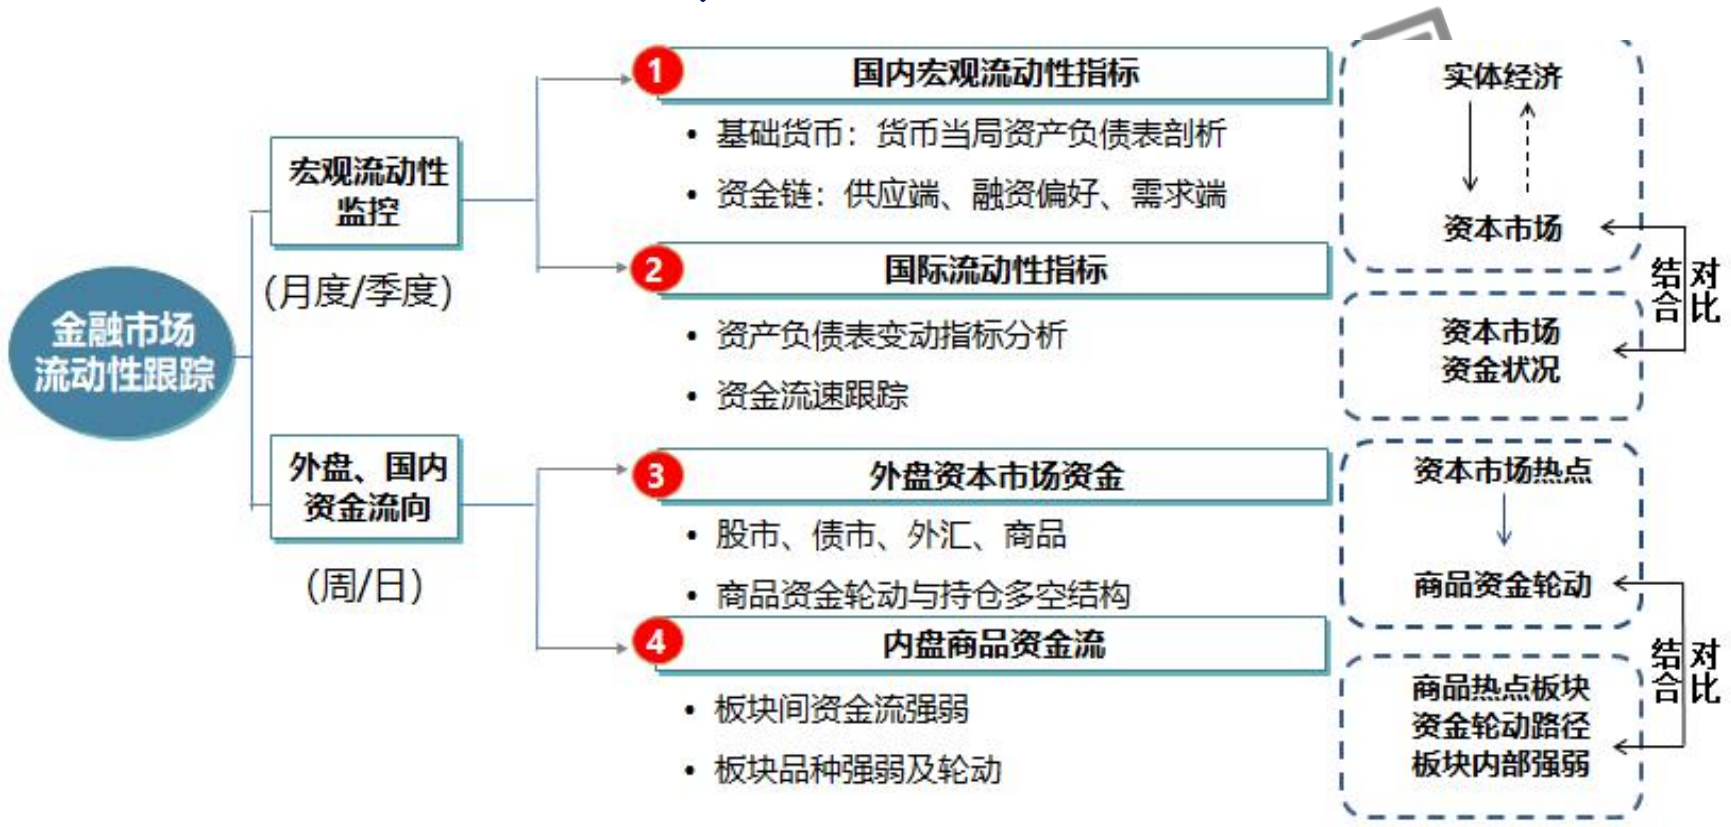 金融市场
流动性跟踪
宏观流动性
监控
(月度/季度)
外盘、国内
资金流向
(周/日)
1
国内宏观流动性指标
• 基础货币：货币当局资产负债表剖析
• 资金链：供应端、融资偏好、需求端
2
国际流动性指标
• 资产负债表变动指标分析
• 资金流速跟踪
3
外盘资本市场资金
• 股市、债市、外汇、商品
• 商品资金轮动与持仓多空结构
4
内盘商品资金流
• 板块间资金流强弱
• 板块品种强弱及轮动
实体经济
资本市场
资本市场
资金状况
结合
对比
资本市场热点
商品资金轮动
商品热点板块
资金轮动路径
板块内部强弱
结合
对比